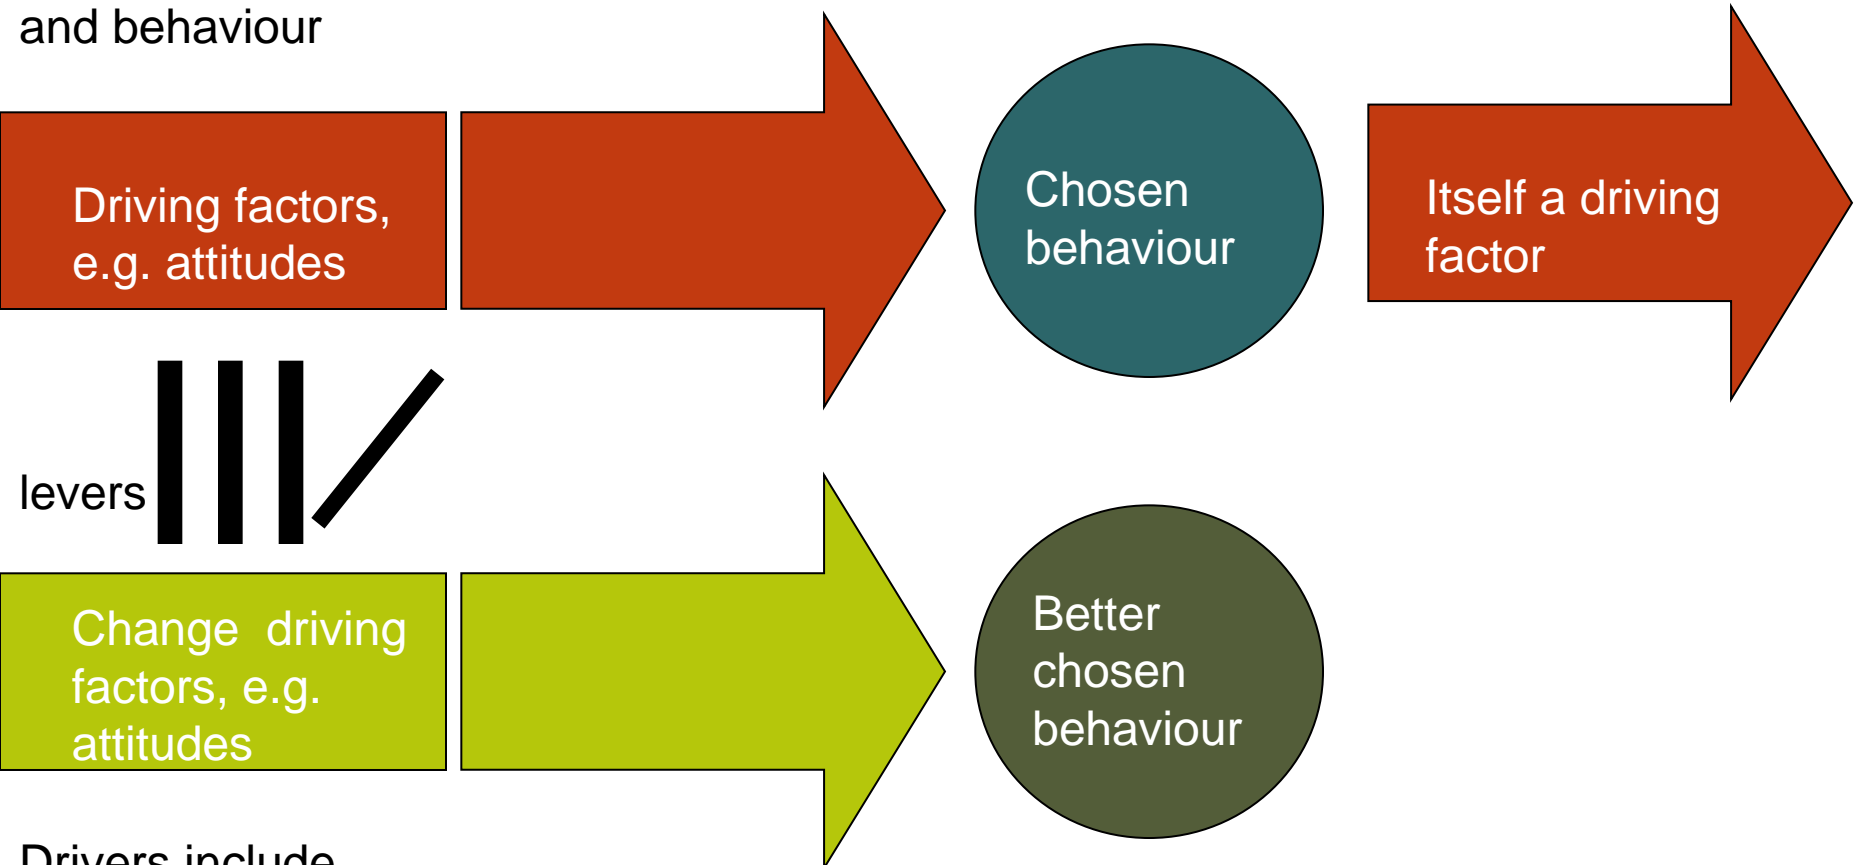 and behaviour
Driving factors,
e.g. attitudes
Chosen
behaviour
Itself a driving
factor
levers
Change driving
factors, e.g.
attitudes
Better
chosen
behaviour
Drivers include